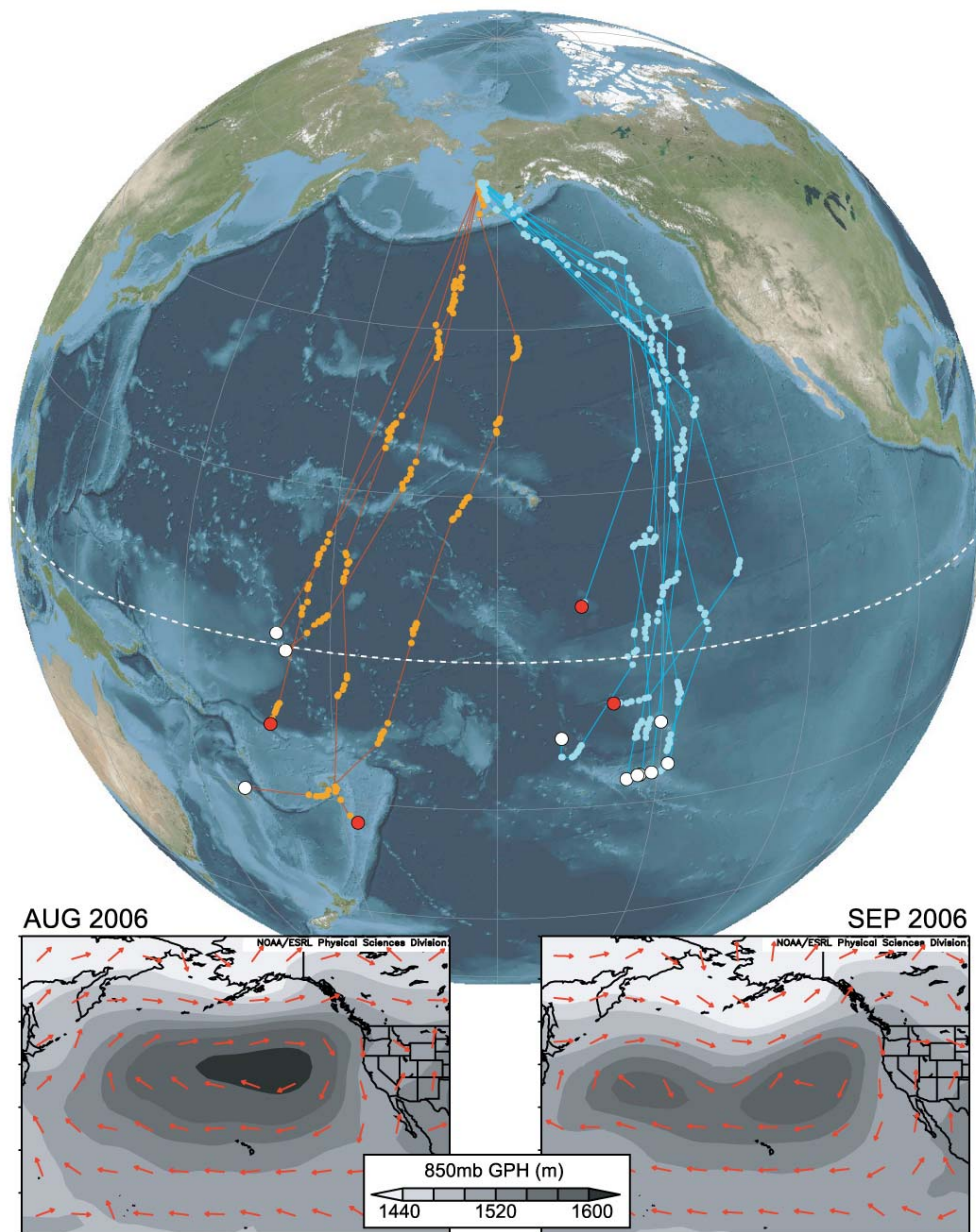 AUG 2006
SEP 2006
NOAA/ESRL Physical Sciences Division
NOAA/ESRL Physical Sciences Division
850mb GPH (m)
1440 1520 1600